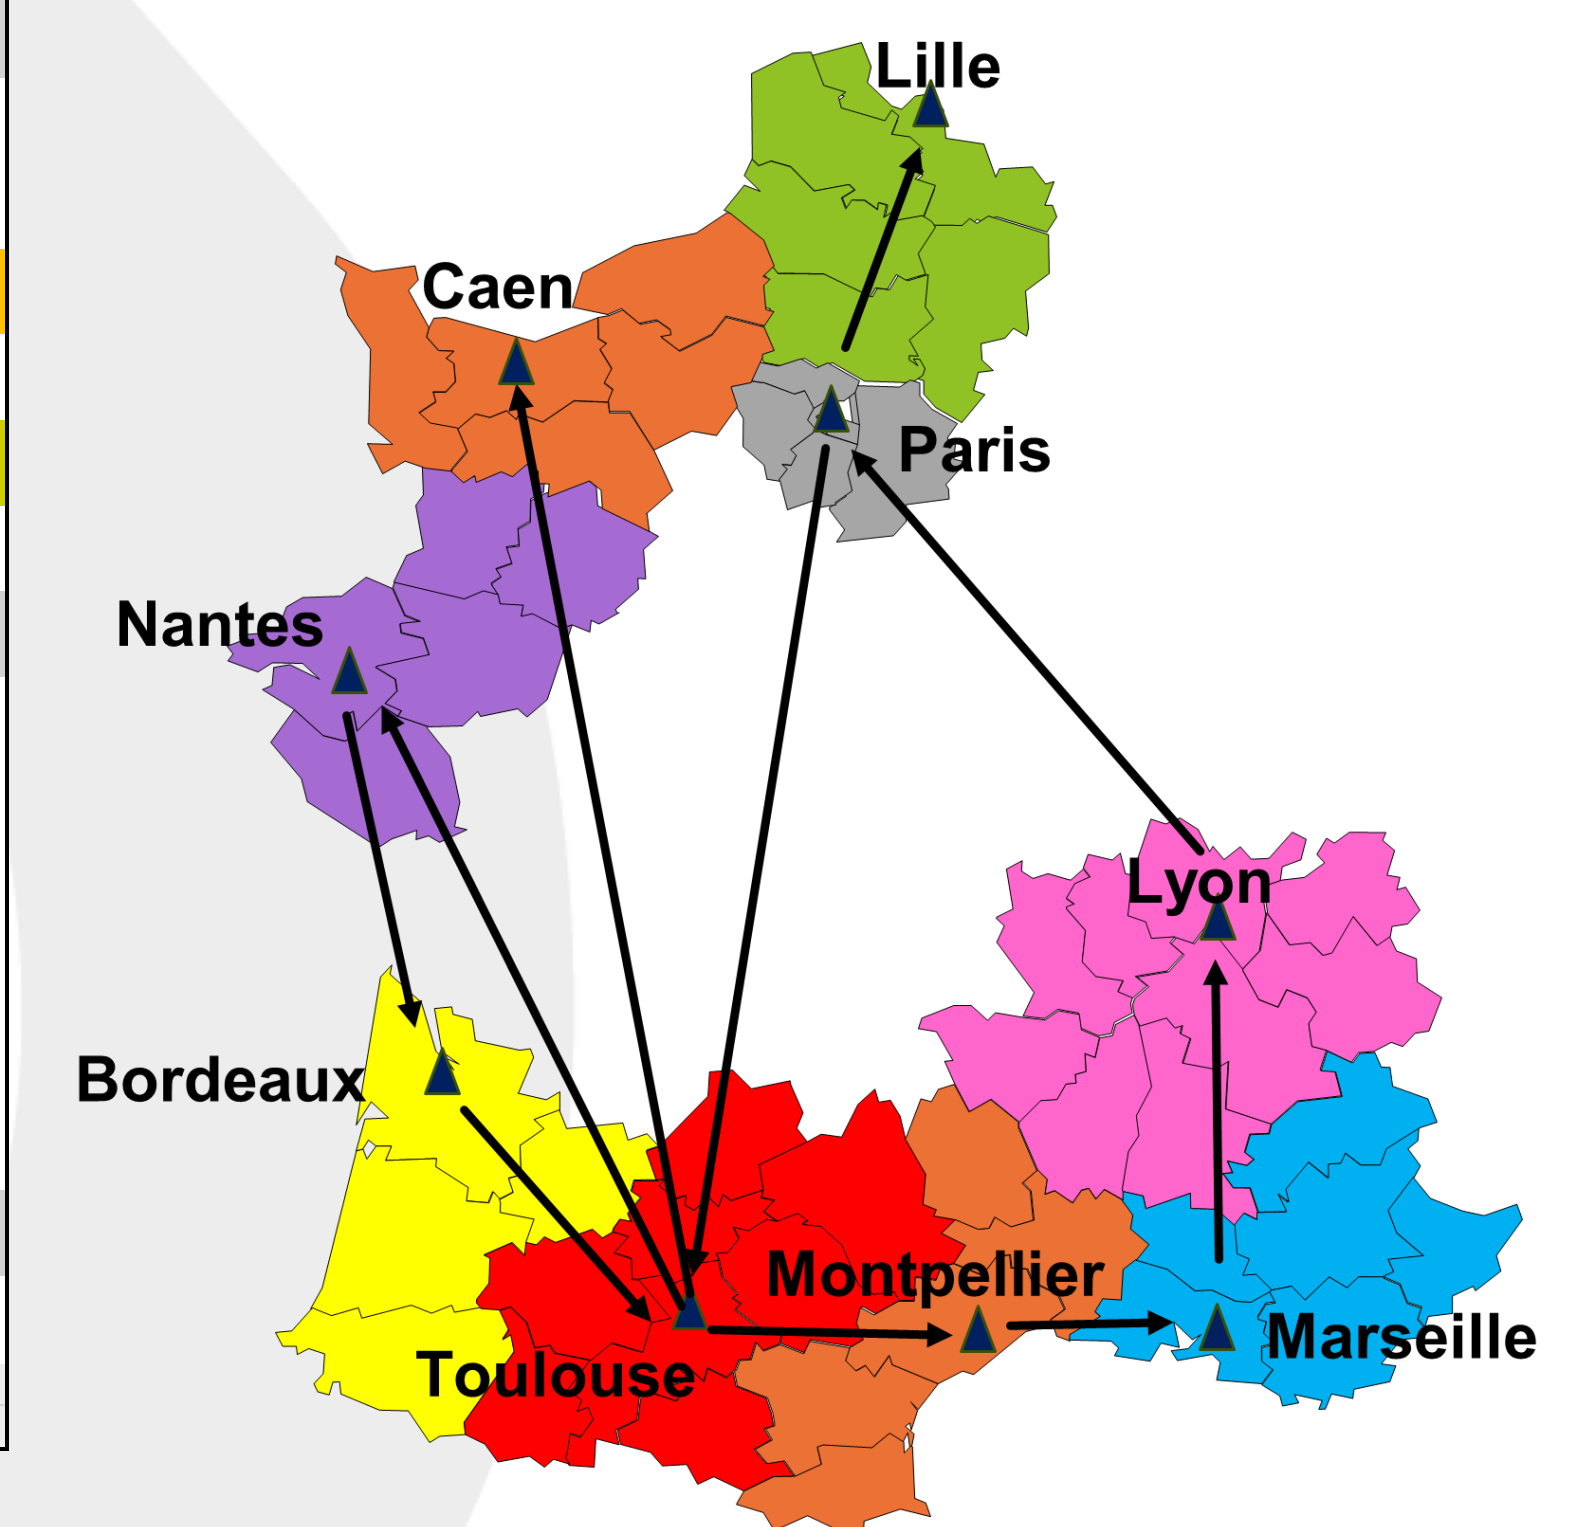 Lille
Caen
Paris
Nantes
Lyon
Bordeaux
Montpellier
Marseille
Toulouse